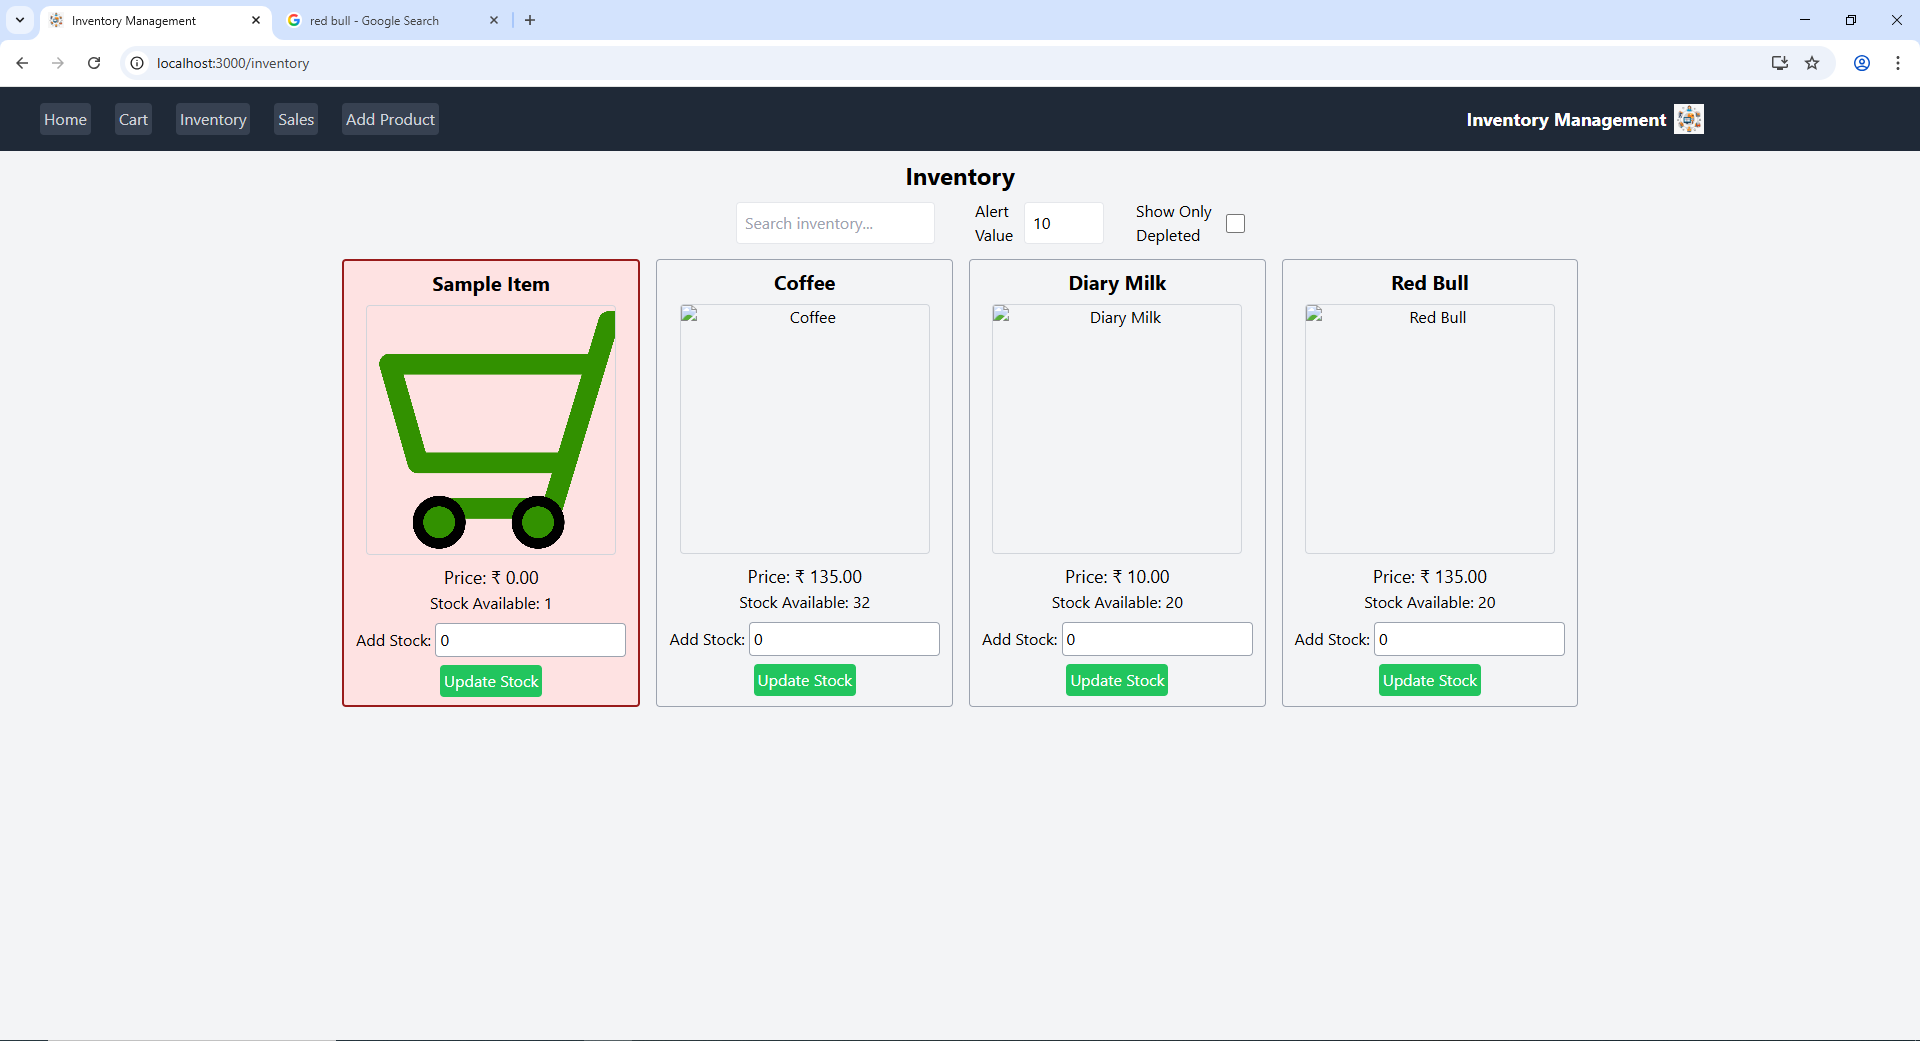 Inventory Management
red bull - Google Search
localhost:3000/inventory
Home Cart Inventory Sales Add Product
Inventory Management
Inventory
Search inventory...
Alert Value
10
Show Only Depleted
Sample Item
Price: ₹ 0.00
Stock Available: 1
Add Stock: 0
Update Stock
Coffee
Coffee
Price: ₹ 135.00
Stock Available: 32
Add Stock: 0
Update Stock
Diary Milk
Diary Milk
Price: ₹ 10.00
Stock Available: 20
Add Stock: 0
Update Stock
Red Bull
Red Bull
Price: ₹ 135.00
Stock Available: 20
Add Stock: 0
Update Stock